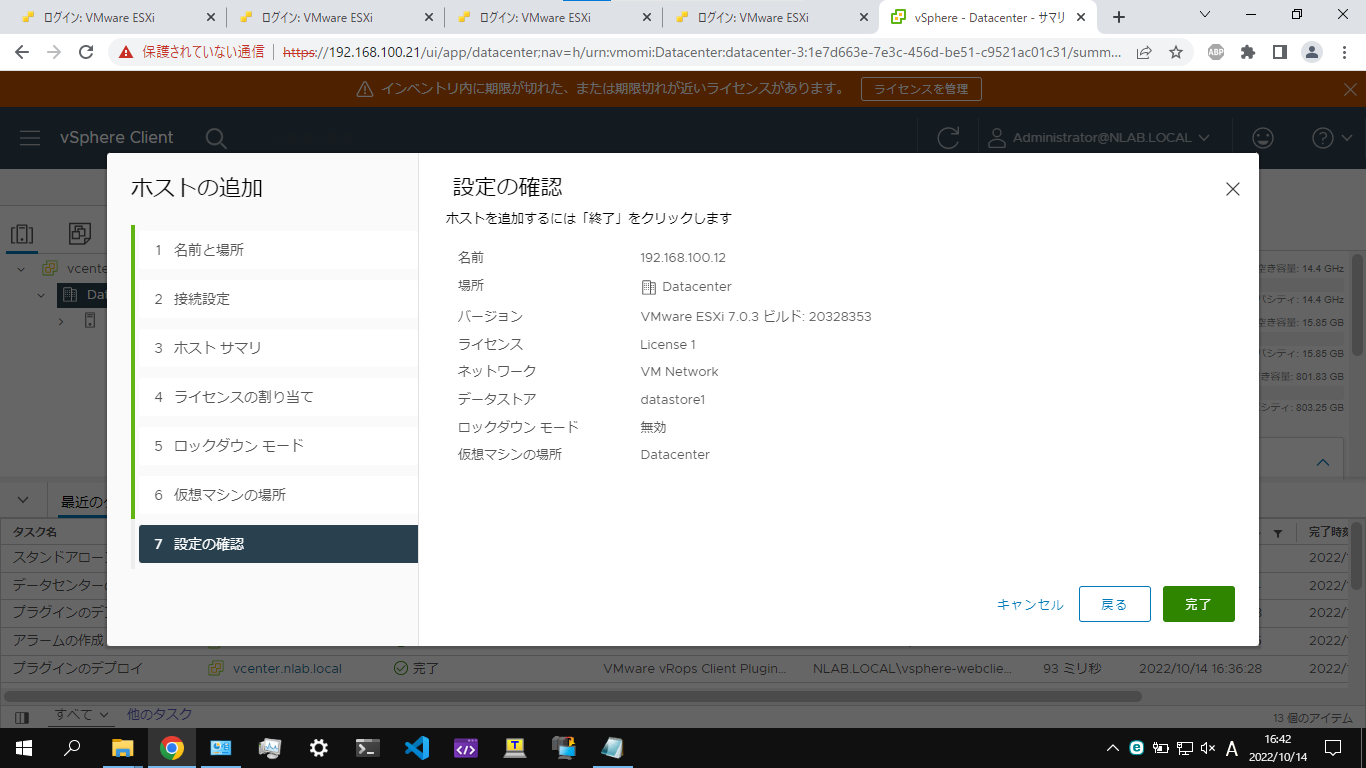 ログイン: VMware ESXi
ログイン: VMware ESXi
ログイン: VMware ESXi
ログイン: VMware ESXi
vSphere - Datacenter - サマリ
保護されていない通信 | https://192.168.100.21/ui/app/datacenter;nav=h/urn:vmomi:Datacenter:datacenter-3:1e7d663e-7e3c-456d-be51-c9521ac01c31/summ...
ABP
インベントリ内に期限が切れた、または期限切れが近いライセンスがあります。 ライセンスを管理
vSphere Client
Administrator@NLAB.LOCAL
ホストの追加
1 名前と場所
2 接続設定
3 ホスト サマリ
4 ライセンスの割り当て
5 ロックダウン モード
6 仮想マシンの場所
7 設定の確認
設定の確認
ホストを追加するには「終了」をクリックします
名前 192.168.100.12
場所 Datacenter
バージョン VMware ESXi 7.0.3 ビルド: 20328353
ライセンス License 1
ネットワーク VM Network
データストア datastore1
ロックダウン モード 無効
仮想マシンの場所 Datacenter
キャンセル 戻る 完了
vcente
Dat
空き容量: 14.4 GHz
パシティ: 14.4 GHz
き容量: 15.85 GB
パシティ: 15.85 GB
き容量: 801.83 GB
シティ: 803.25 GB
最近のタ
タスク名 完了時刻
スタンドアロー 2022/
データセンターの 2022/
プラグインのデプ 2022/
アラームの作成 2022/
プラグインのデプロイ vcenter.nlab.local 完了 VMware vRops Client Plugin... NLAB.LOCAL\vsphere-webclie... 93 ミリ秒 2022/10/14 16:36:28 2022/
すべて 他のタスク 13 個のアイテム
A 16:42
2022/10/14